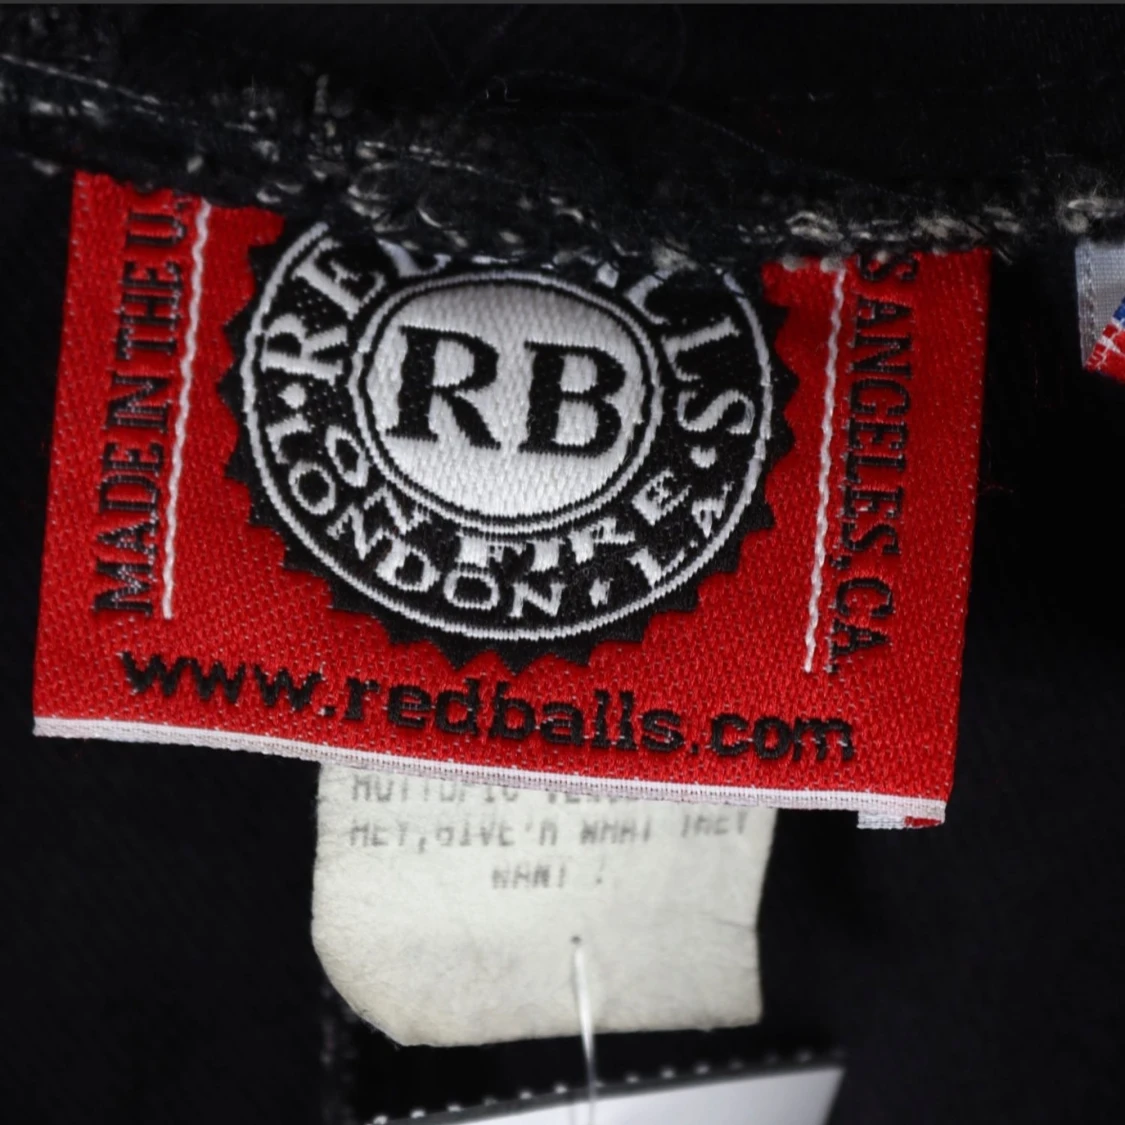 MADE IN THE U.
RB
ON FIRE
LONDON • L.A.
S ANGELES, CA.
www.redballs.com
HEY, GIVE'M WHAT THEY
WANT !